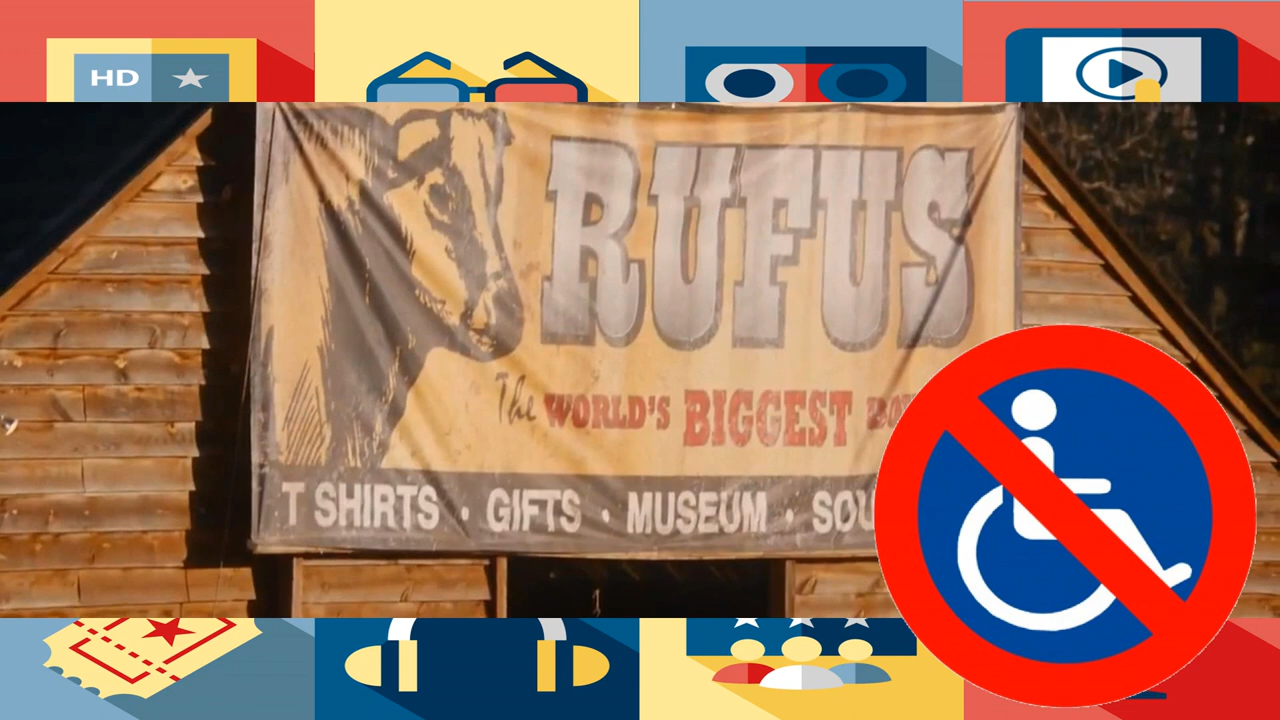 HD
RUFUS
The WORLD'S BIGGEST
T SHIRTS · GIFTS · MUSEUM ·